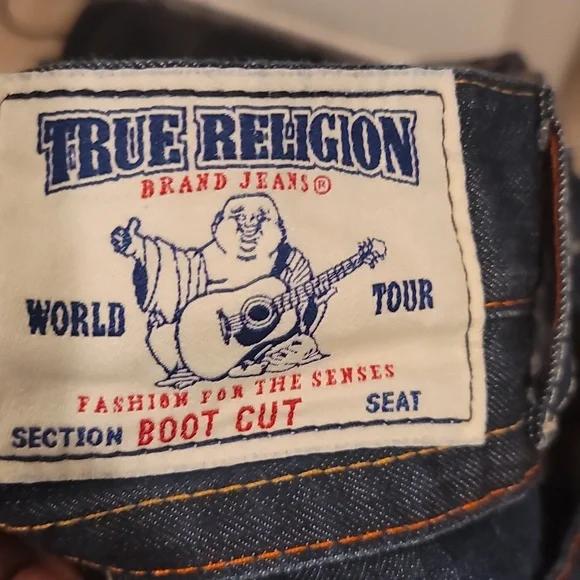 TRUE RELIGION
BRAND JEANS®
WORLD TOUR
FASHION FOR THE SENSES
SECTION BOOT CUT SEAT